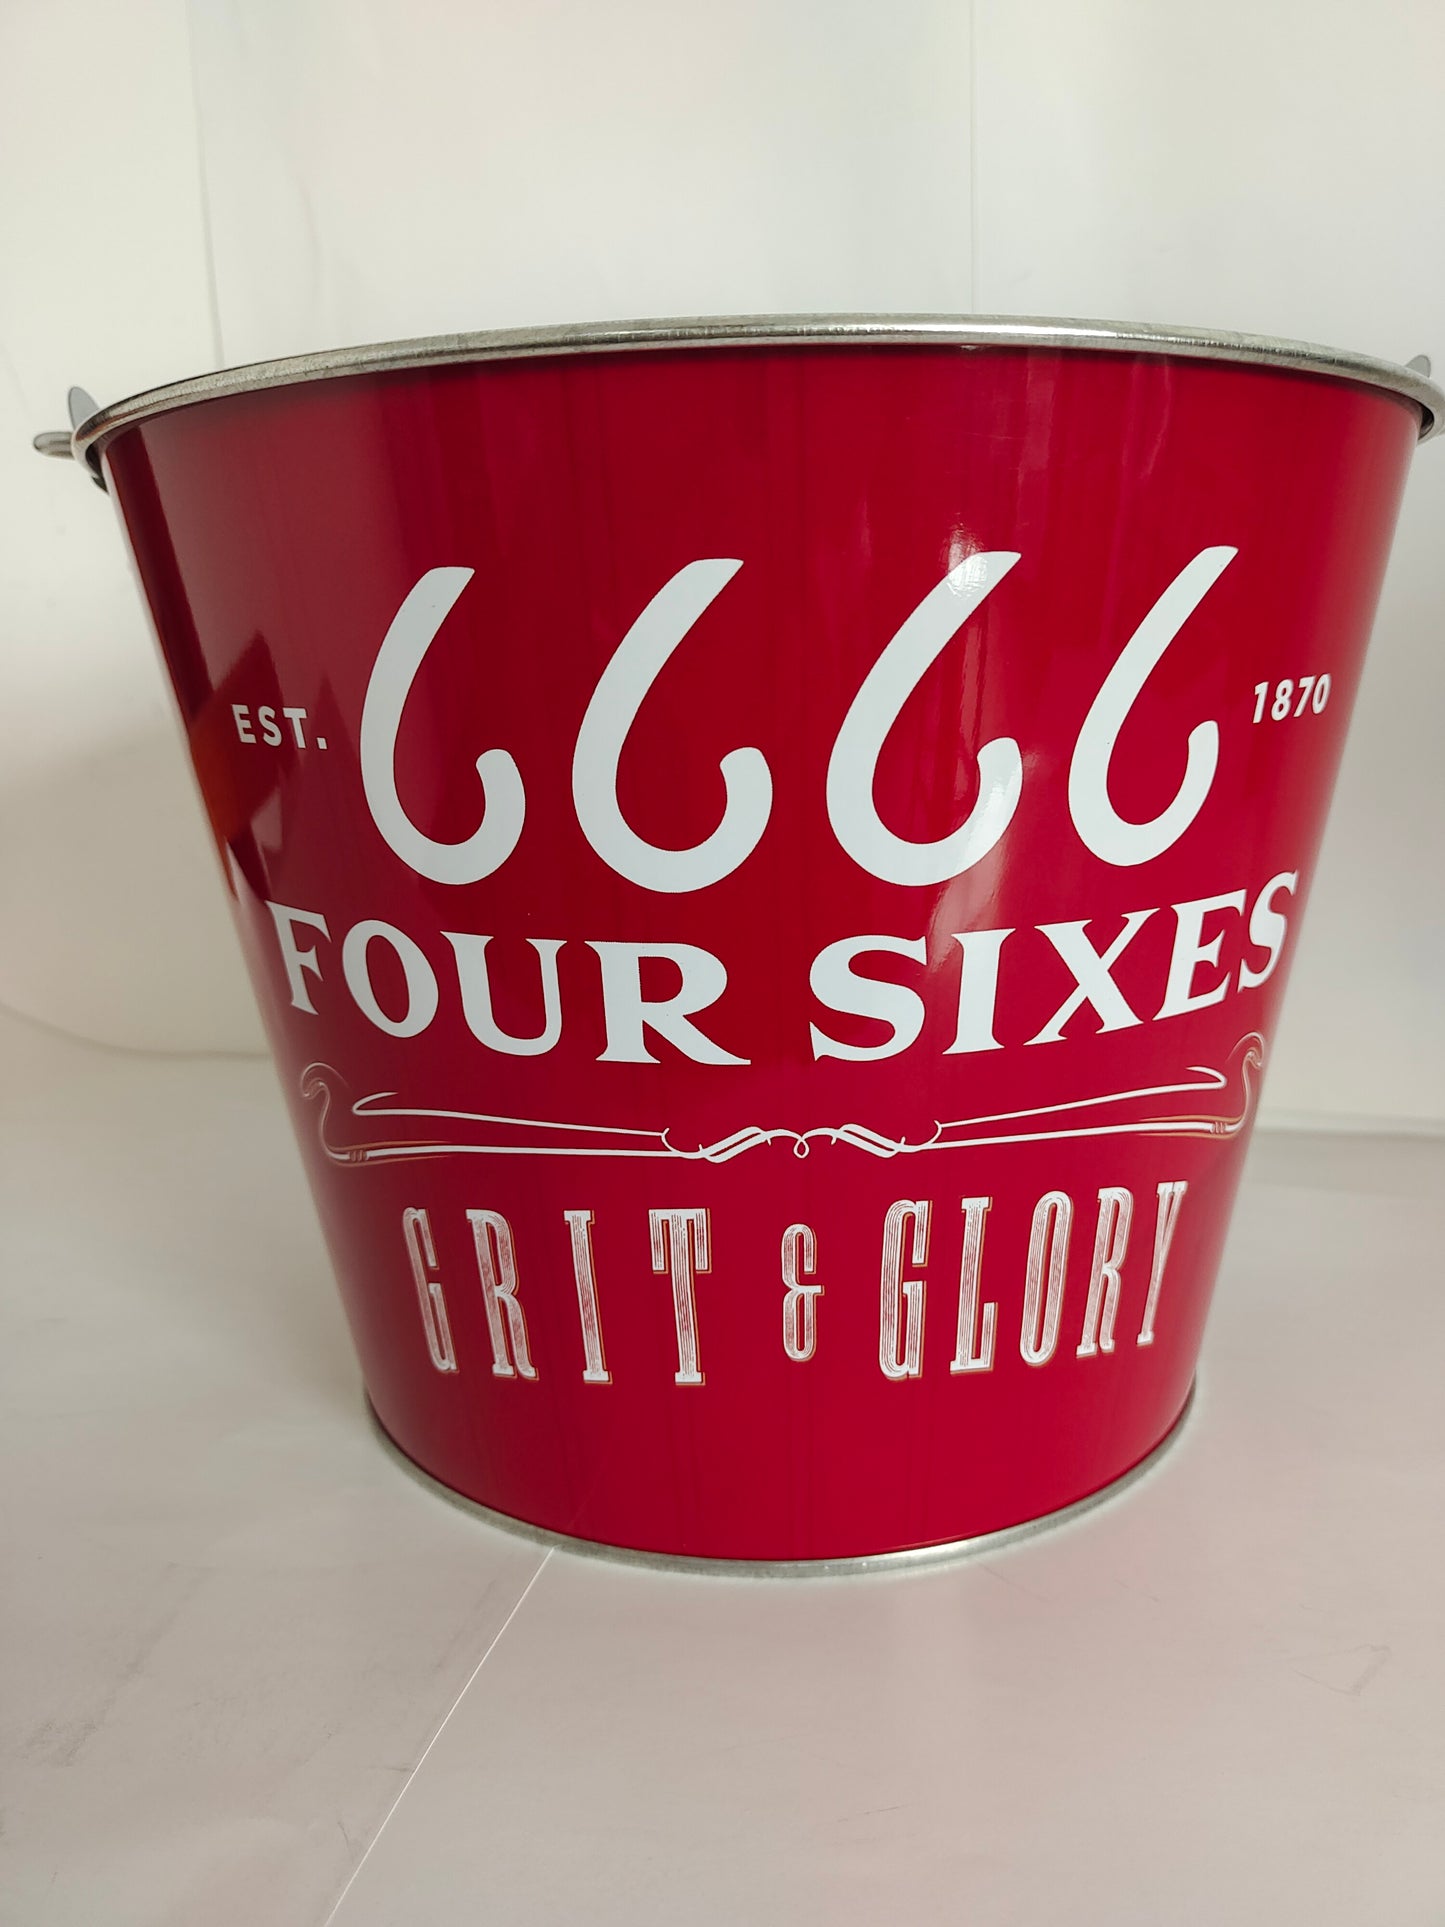 EST. 6666 1870
FOUR SIXES
GRIT & GLORY